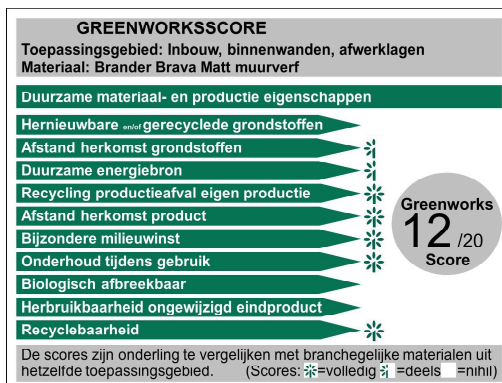 GREENWORKSSCORE
Toepassingsgebied: Inbouw, binnenwanden, afwerklagen
Materiaal: Brander Brava Matt muurverf
Duurzame materiaal- en productie eigenschappen
Hernieuwbare en/of gerecyclede grondstoffen
Afstand herkomst grondstoffen
Duurzame energiebron
Recycling productieafval eigen productie
Afstand herkomst product
Bijzondere milieuwinst
Onderhoud tijdens gebruik
Biologisch afbreekbaar
Herbruikbaarheid ongewijzigd eindproduct
Recyclebaarheid
Greenworks
12 /20
Score
De scores zijn onderling te vergelijken met branchegelijke materialen uit
hetzelfde toepassingsgebied. (Scores: =volledig =deels =nihil)